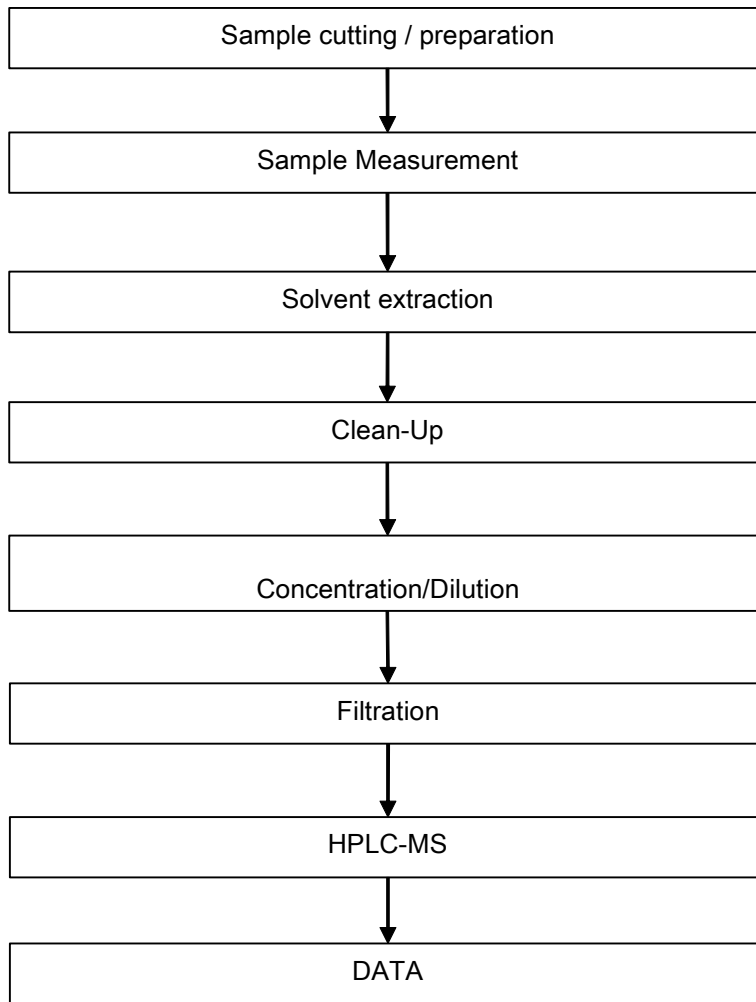 Sample cutting / preparation
Sample Measurement
Solvent extraction
Clean-Up
Concentration/Dilution
Filtration
HPLC-MS
DATA